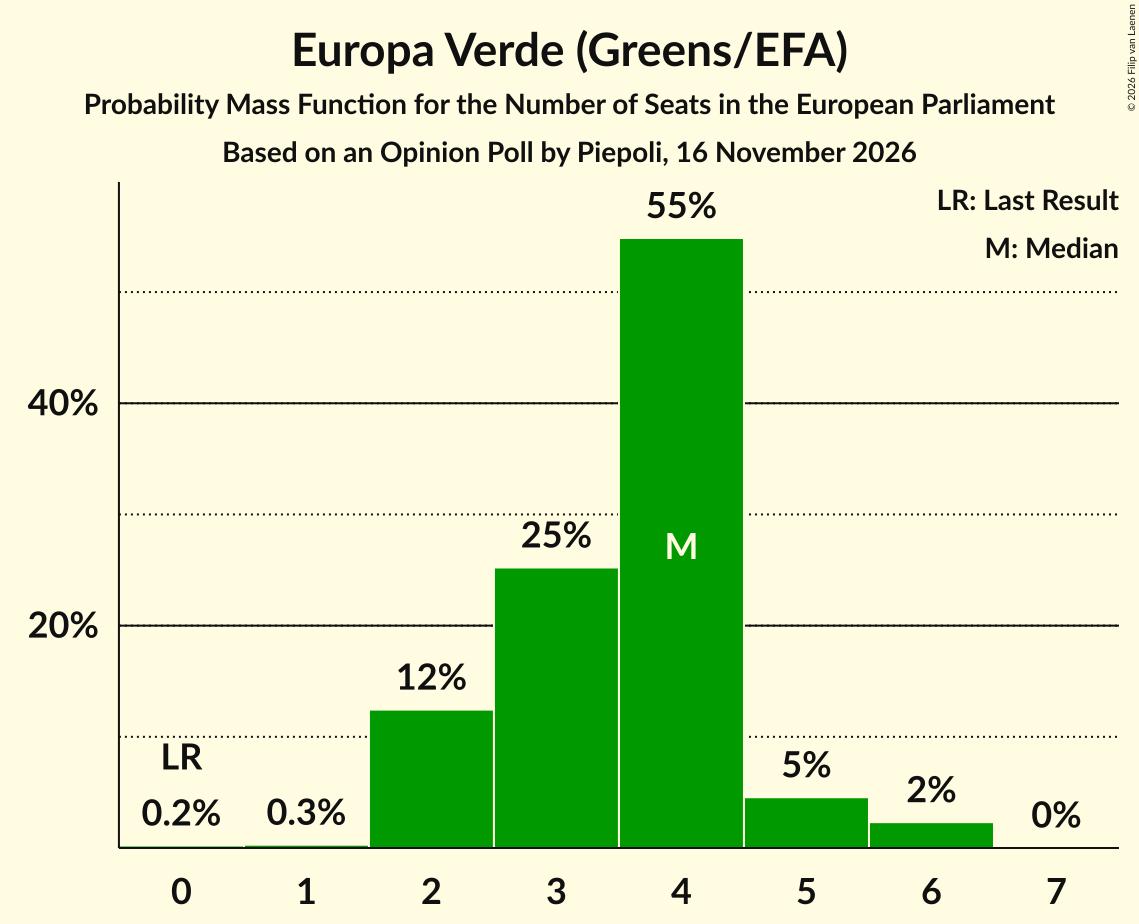 Europa Verde (Greens/EFA)
Probability Mass Function for the Number of Seats in the European Parliament
Based on an Opinion Poll by Piepoli, 16 November 2026
© 2026 Filip van Laenen
LR: Last Result
M: Median
55%
40%
25%
M
20%
12%
LR
0.2%
0.3%
5%
2%
0%
0 1 2 3 4 5 6 7